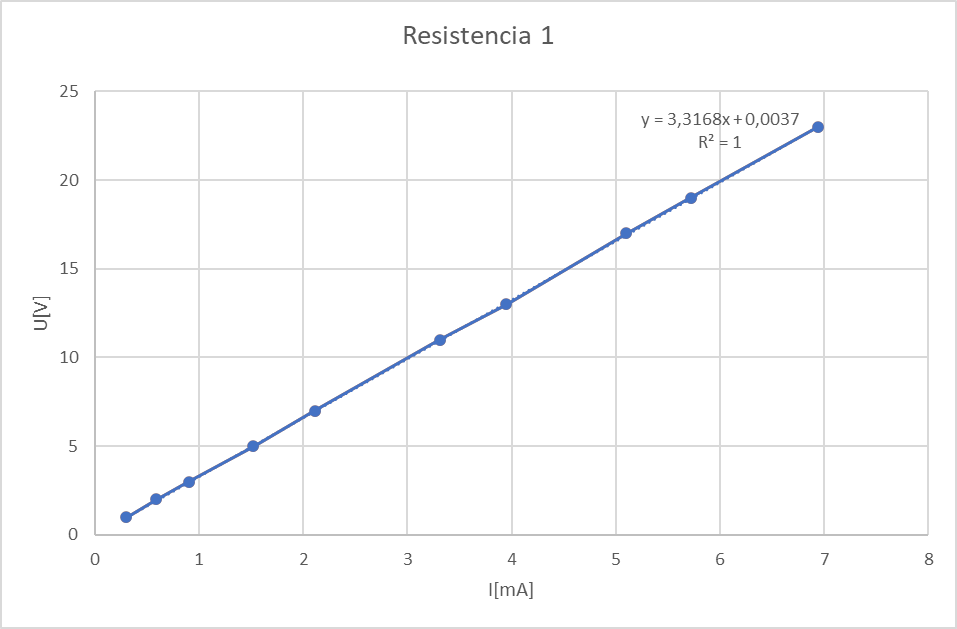 Resistencia 1
y = 3,3168x + 0,0037
R² = 1
25
20
15
10
5
0
U[V]
0 1 2 3 4 5 6 7 8
I[mA]